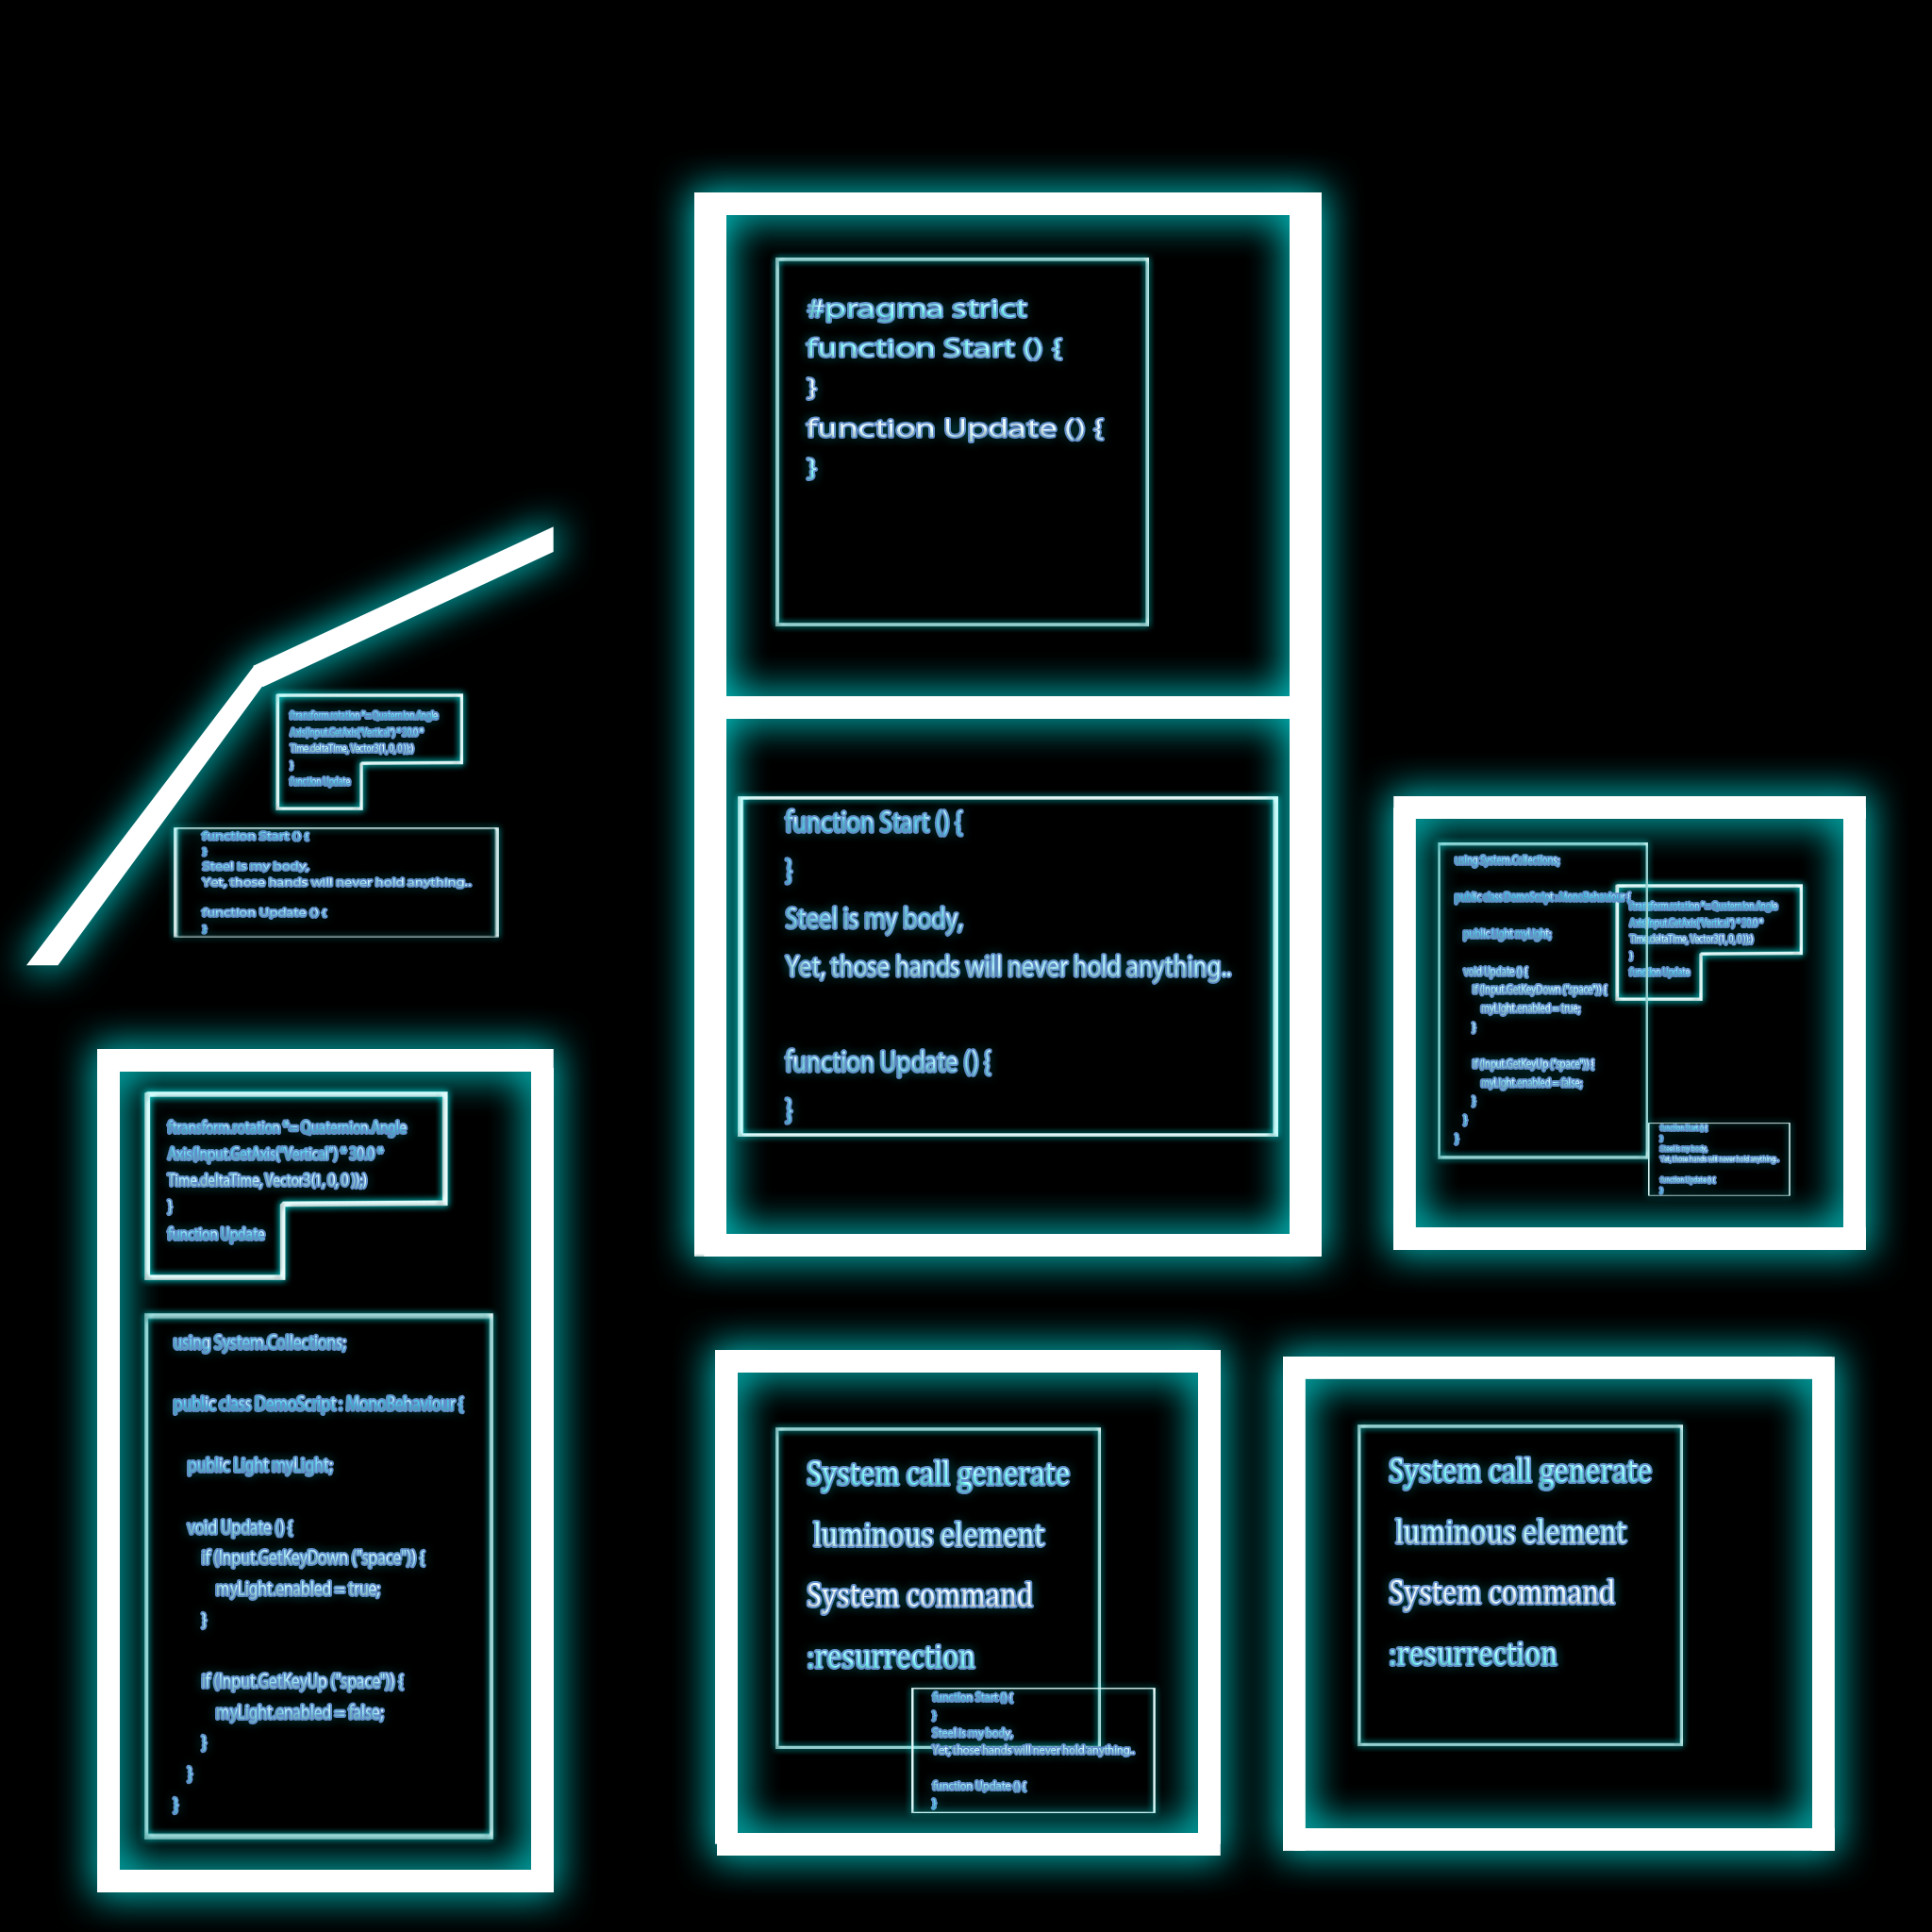 #pragma strict
function Start () {
}
function Update () {
}
function Start () {
}
Steel is my body,
Yet, those hands will never hold anything..
function Update () {
}
ftransform.rotation *= Quaternion.Angle
Axis(Input.GetAxis("Vertical") * 30.0 *
Time.deltaTime, Vector3(1, 0, 0 ));)
}
function Update
function Start () {
}
Steel is my body,
Yet, those hands will never hold anything..
function Update () {
}
using System.Collections;
public class DemoScript : MonoBehaviour {
public Light myLight;
void Update () {
if (Input.GetKeyDown ("space")) {
myLight.enabled = true;
}
if (Input.GetKeyUp ("space")) {
myLight.enabled = false;
}
}
}
ftransform.rotation *= Quaternion.Angle
Axis(Input.GetAxis("Vertical") * 30.0 *
Time.deltaTime, Vector3(1, 0, 0 ));)
}
function Update
function Start () {
}
Steel is my body,
Yet, those hands will never hold anything..
function Update () {
}
ftransform.rotation *= Quaternion.Angle
Axis(Input.GetAxis("Vertical") * 30.0 *
Time.deltaTime, Vector3(1, 0, 0 ));)
}
function Update
using System.Collections;
public class DemoScript : MonoBehaviour {
public Light myLight;
void Update () {
if (Input.GetKeyDown ("space")) {
myLight.enabled = true;
}
if (Input.GetKeyUp ("space")) {
myLight.enabled = false;
}
}
}
System call generate
luminous element
System command
:resurrection
function Start () {
}
Steel is my body,
Yet, those hands will never hold anything..
function Update () {
}
System call generate
luminous element
System command
:resurrection